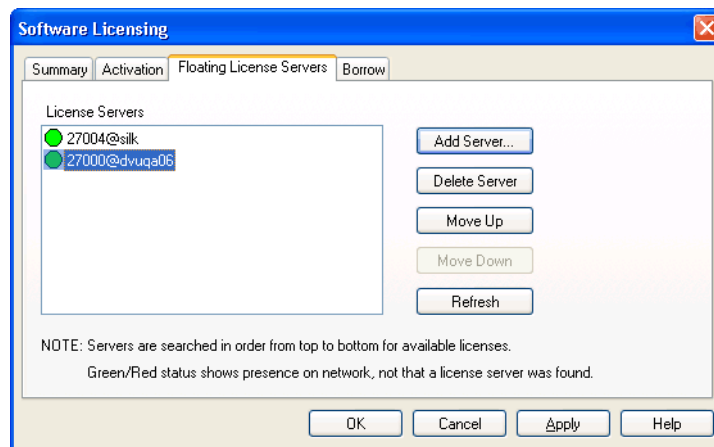 Software Licensing
Summary Activation Floating License Servers Borrow
License Servers
27004@silk
27000@dvuqa06
Add Server...
Delete Server
Move Up
Move Down
Refresh
NOTE: Servers are searched in order from top to bottom for available licenses.
Green/Red status shows presence on network, not that a license server was found.
OK Cancel Apply Help